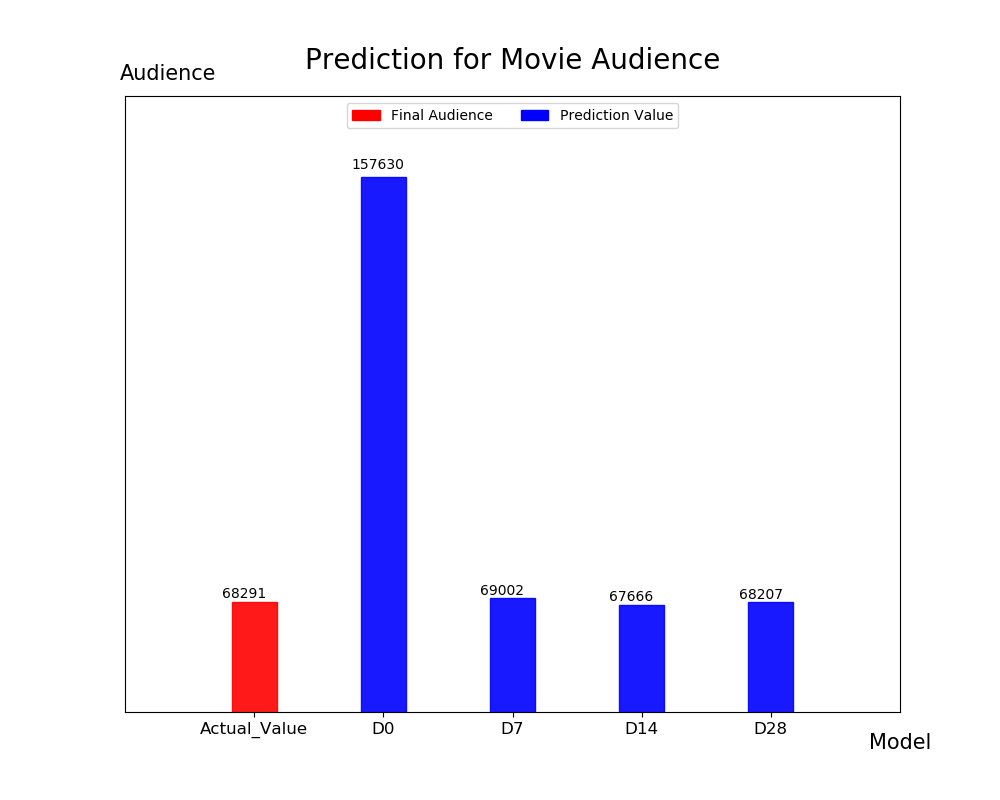 Prediction for Movie Audience
Audience
Final Audience Prediction Value
157630
68291
69002
67666
68207
Actual_Value D0 D7 D14 D28
Model